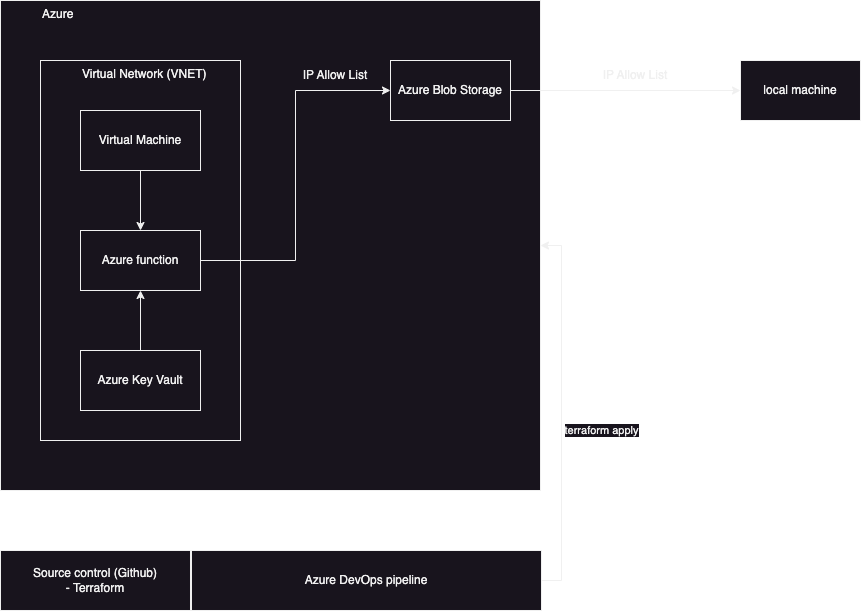 Azure
Virtual Network (VNET)
IP Allow List
Azure Blob Storage
IP Allow List
local machine
Virtual Machine
Azure function
Azure Key Vault
terraform apply
Source control (Github)
- Terraform
Azure DevOps pipeline